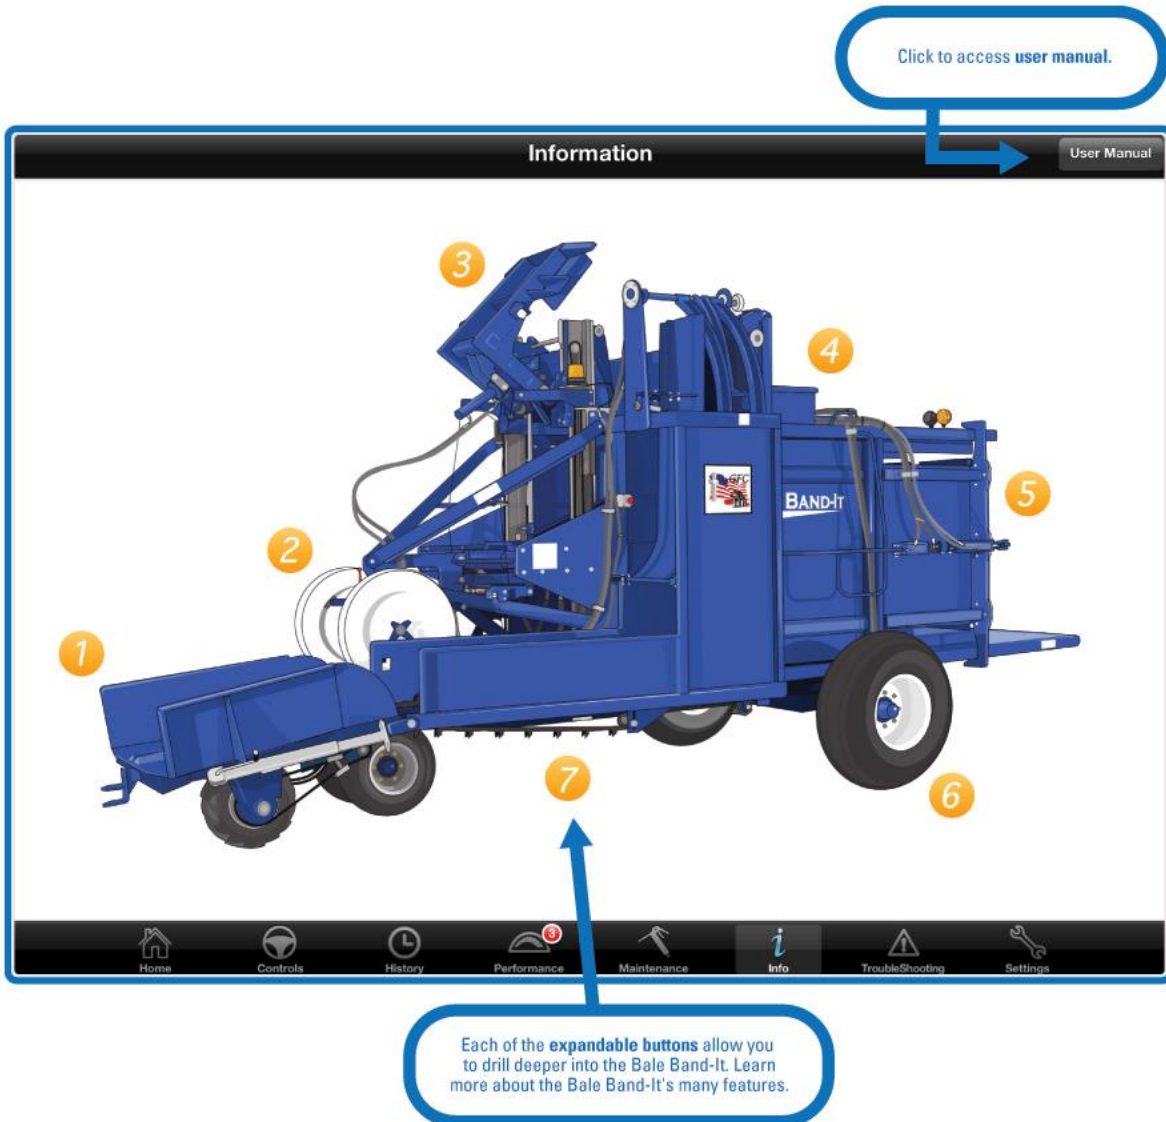 Click to access user manual.
Information
User Manual
3
4
GFC
BAND-IT
5
2
1
7
6
3
Home
Controls
History
Performance
Maintenance
i
Info
TroubleShooting
Settings
Each of the expandable buttons allow you
to drill deeper into the Bale Band-It. Learn
more about the Bale Band-It's many features.